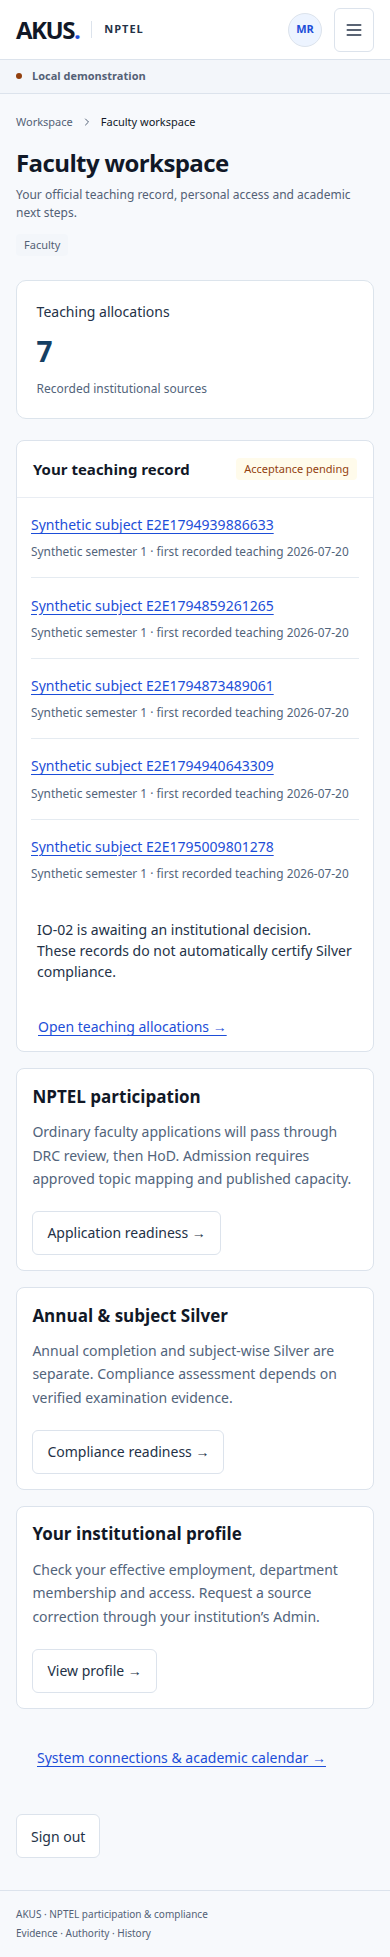 AKUS. NPTEL MR
Local demonstration
Workspace > Faculty workspace
Faculty workspace
Your official teaching record, personal access and academic
next steps.
Faculty
Teaching allocations
7
Recorded institutional sources
Your teaching record Acceptance pending
Synthetic subject E2E1794939886633
Synthetic semester 1 · first recorded teaching 2026-07-20
Synthetic subject E2E1794859261265
Synthetic semester 1 · first recorded teaching 2026-07-20
Synthetic subject E2E1794873489061
Synthetic semester 1 · first recorded teaching 2026-07-20
Synthetic subject E2E1794940643309
Synthetic semester 1 · first recorded teaching 2026-07-20
Synthetic subject E2E1795009801278
Synthetic semester 1 · first recorded teaching 2026-07-20
IO-02 is awaiting an institutional decision.
These records do not automatically certify Silver
compliance.
Open teaching allocations →
NPTEL participation
Ordinary faculty applications will pass through
DRC review, then HoD. Admission requires
approved topic mapping and published capacity.
Application readiness →
Annual & subject Silver
Annual completion and subject-wise Silver are
separate. Compliance assessment depends on
verified examination evidence.
Compliance readiness →
Your institutional profile
Check your effective employment, department
membership and access. Request a source
correction through your institution’s Admin.
View profile →
System connections & academic calendar →
Sign out
AKUS · NPTEL participation & compliance
Evidence · Authority · History